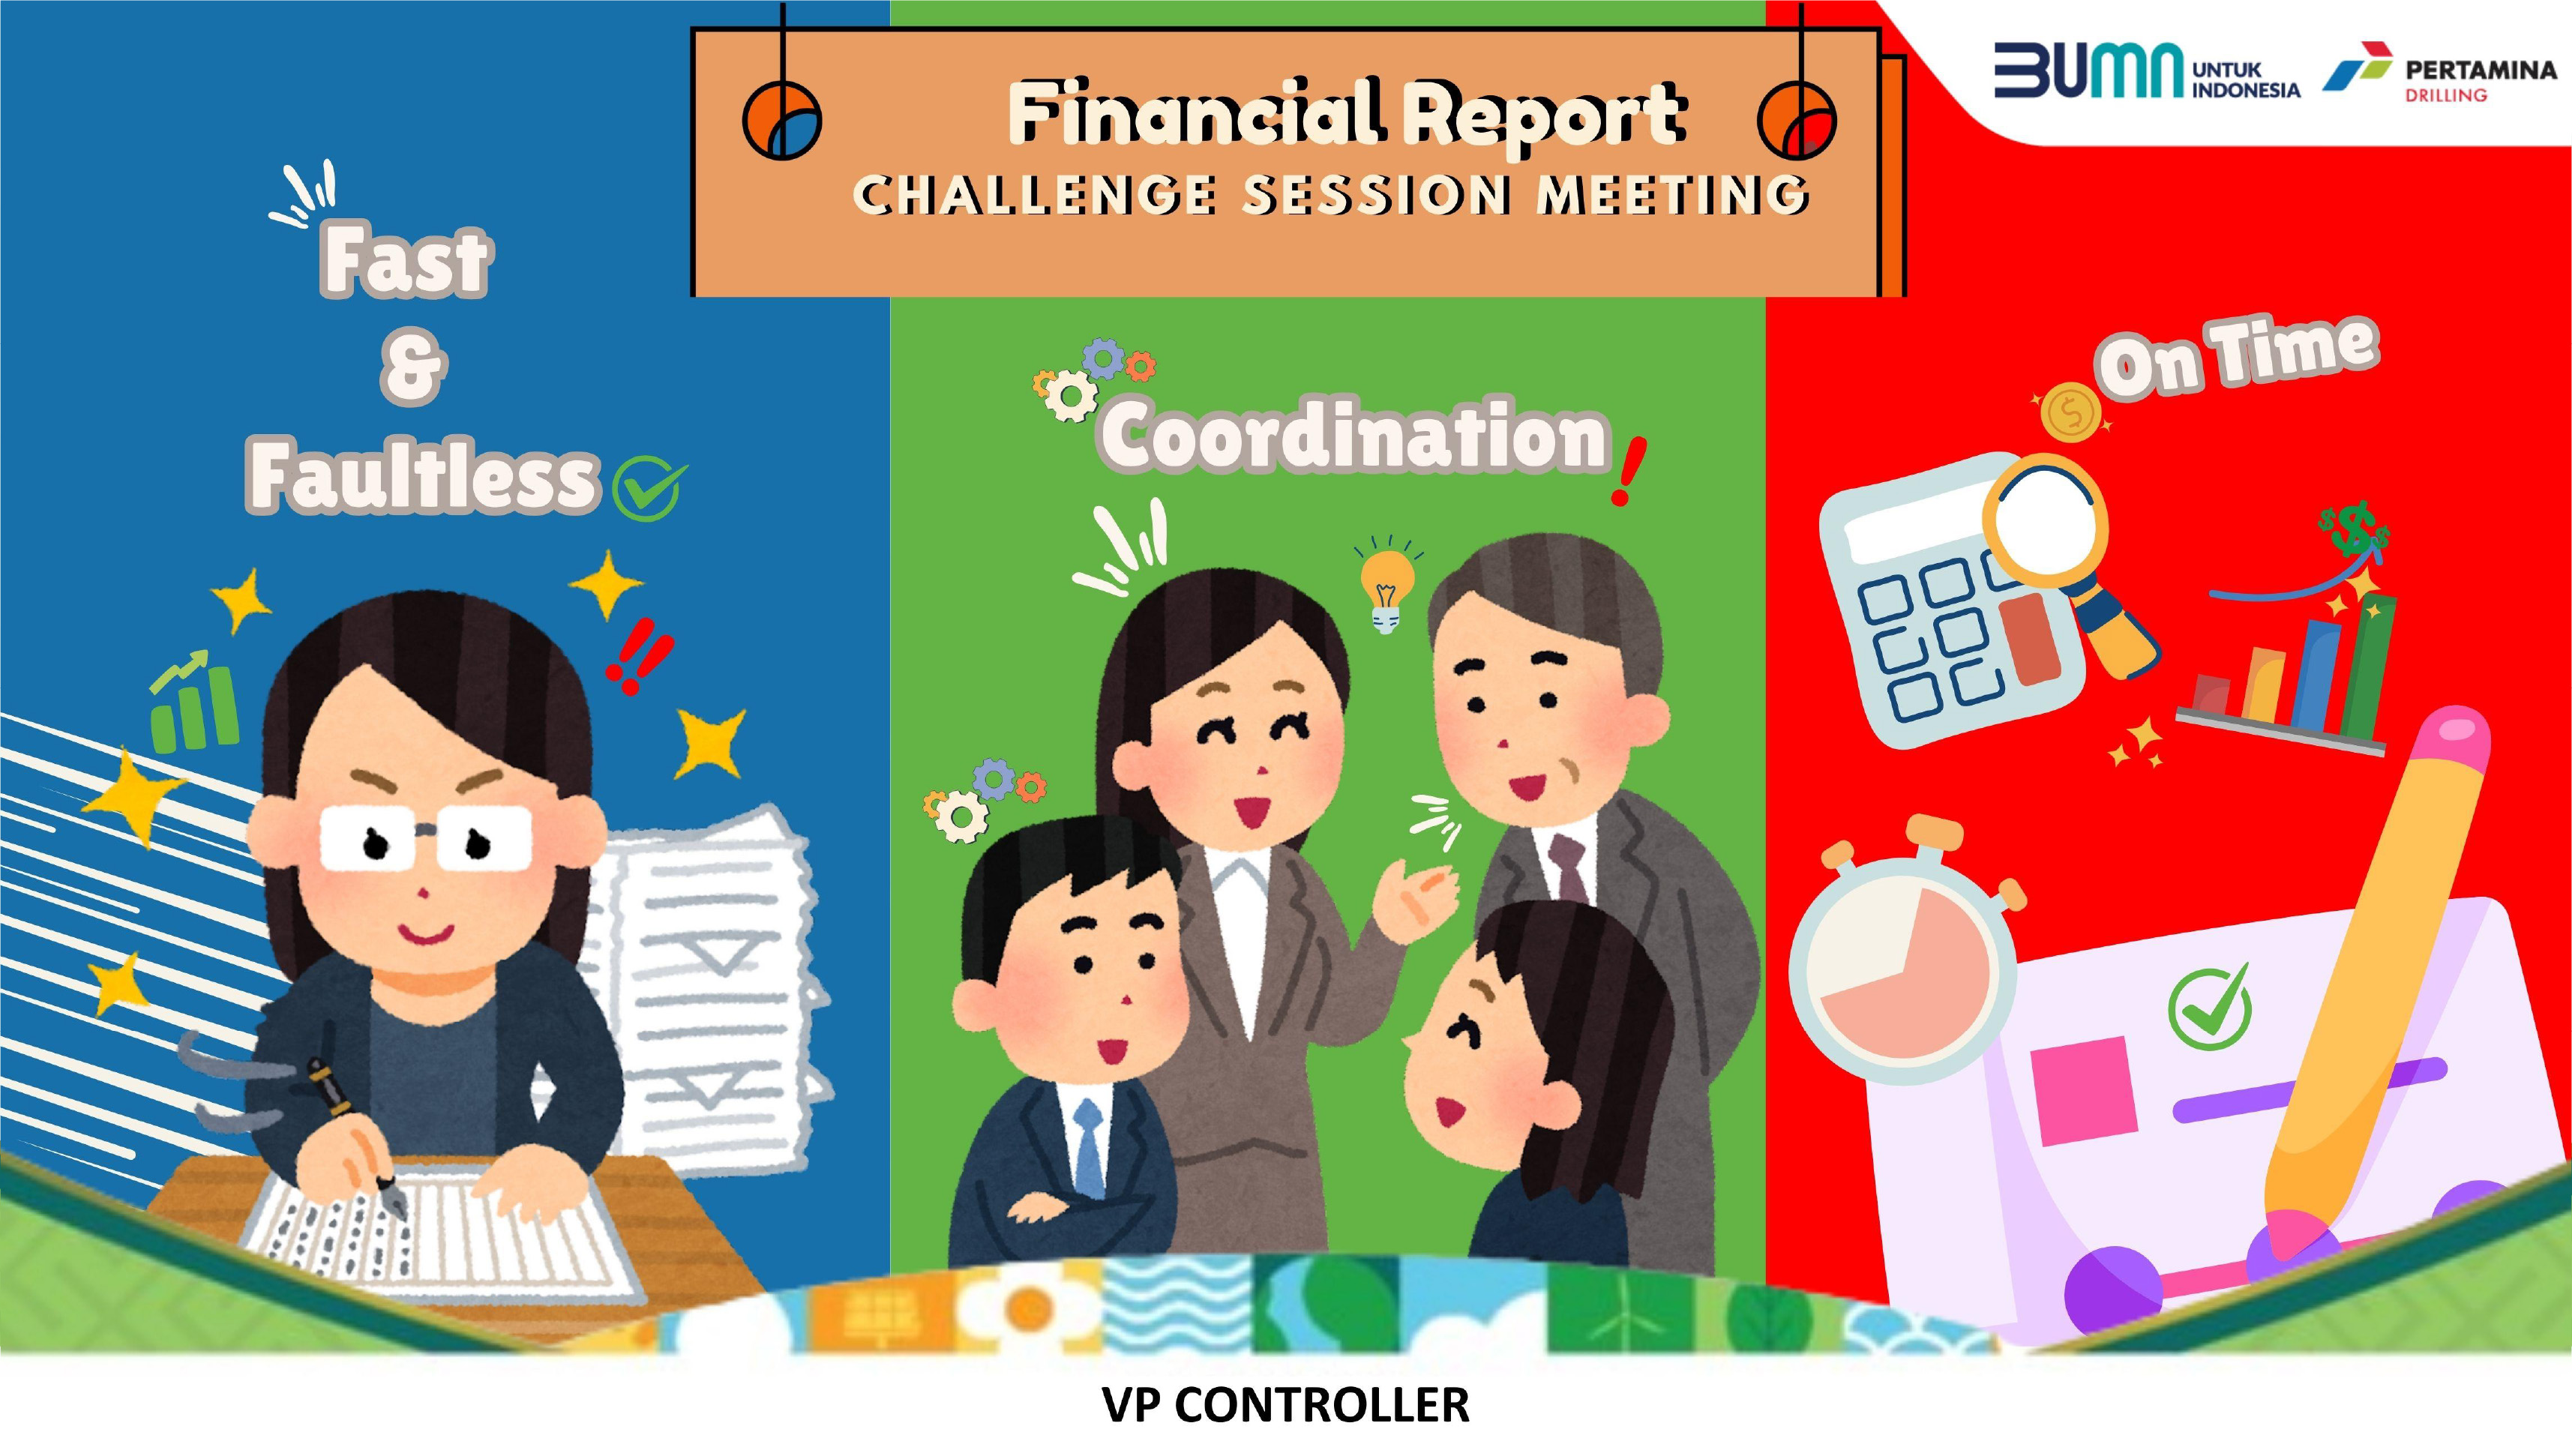 Financial Report
CHALLENGE SESSION MEETING
BUMN
UNTUK
INDONESIA
PERTAMINA
DRILLING
Fast
&
Faultless
Coordination
On Time
VP CONTROLLER